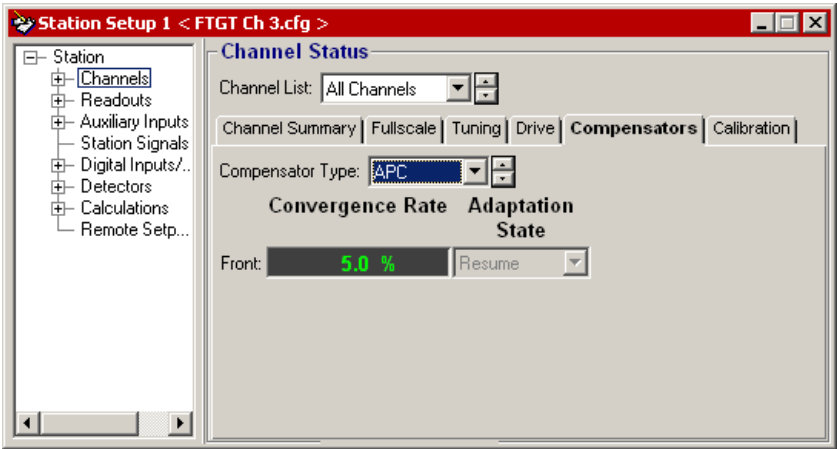 Station Setup 1 < FTGT Ch 3.cfg >
Station
Channels
Readouts
Auxiliary Inputs
Station Signals
Digital Inputs/..
Detectors
Calculations
Remote Setp...
Channel Status
Channel List: All Channels
Channel Summary Fullscale Tuning Drive Compensators Calibration
Compensator Type: APC
Convergence Rate Adaptation
State
Front: 5.0 % Resume